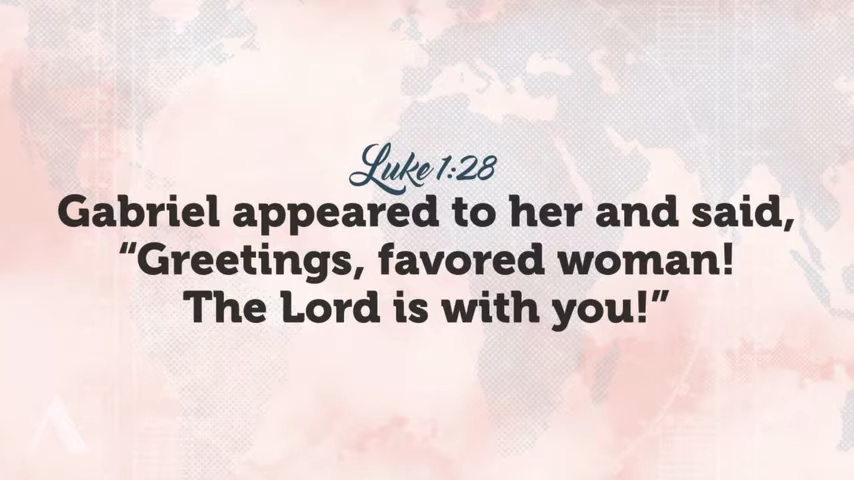 Luke 1:28
Gabriel appeared to her and said,
“Greetings, favored woman!
The Lord is with you!”